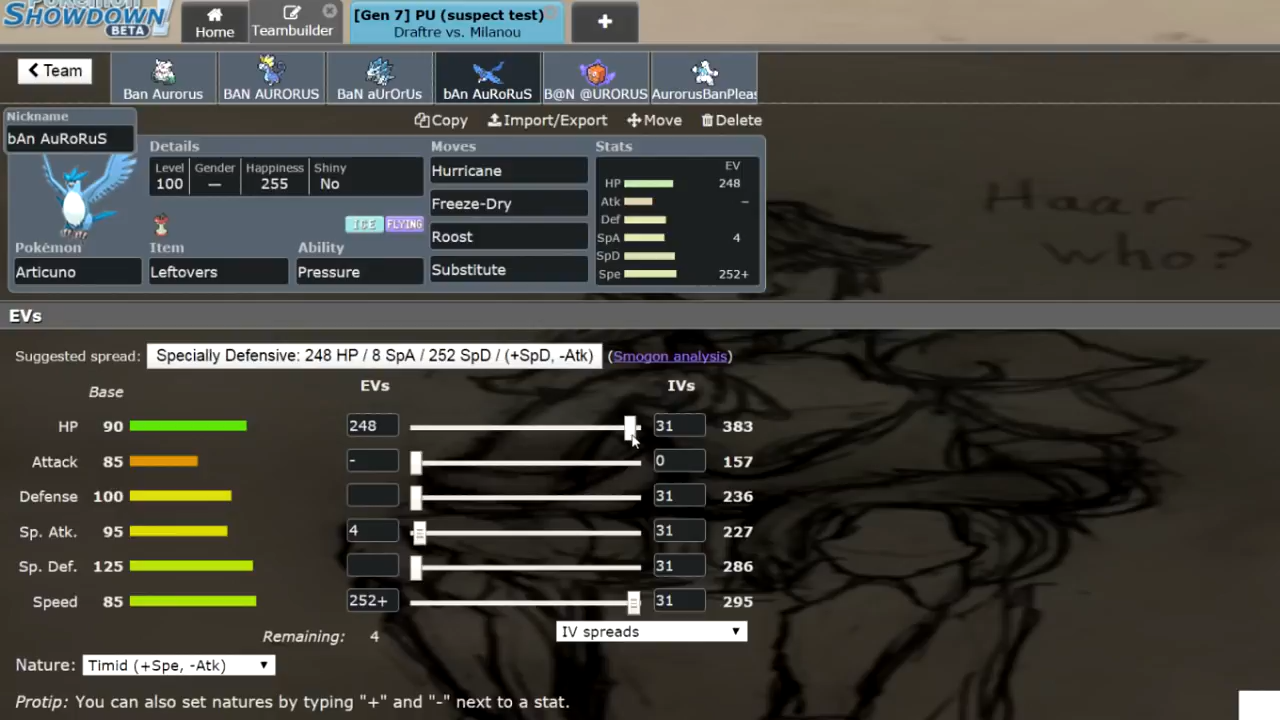 Pokémon
SHOWDOWN!
BETA
Home
Teambuilder
[Gen 7] PU (suspect test)
Draftre vs. Milanou
+
Team
Ban Aurorus
BAN AURORUS
BaN aUrOrUs
bAn AuRoRuS
B@N @URORUS
AurorusBanPleas
Copy
Import/Export
Move
Delete
Nickname
bAn AuRoRuS
Details
Level
Gender
Happiness
Shiny
100
—
255
No
ICE FLYING
Pokémon
Item
Ability
Articuno
Leftovers
Pressure
Moves
Hurricane
Freeze-Dry
Roost
Substitute
Stats
EV
HP 248
Atk –
Def
SpA 4
SpD
Spe 252+
Haar
who?
EVs
Suggested spread: Specially Defensive: 248 HP / 8 SpA / 252 SpD / (+SpD, -Atk) (Smogon analysis)
Base EVs IVs
HP 90 248 31 383
Attack 85 - 0 157
Defense 100 31 236
Sp. Atk. 95 4 31 227
Sp. Def. 125 31 286
Speed 85 252+ 31 295
Remaining: 4 IV spreads
Nature: Timid (+Spe, -Atk)
Protip: You can also set natures by typing "+" and "-" next to a stat.